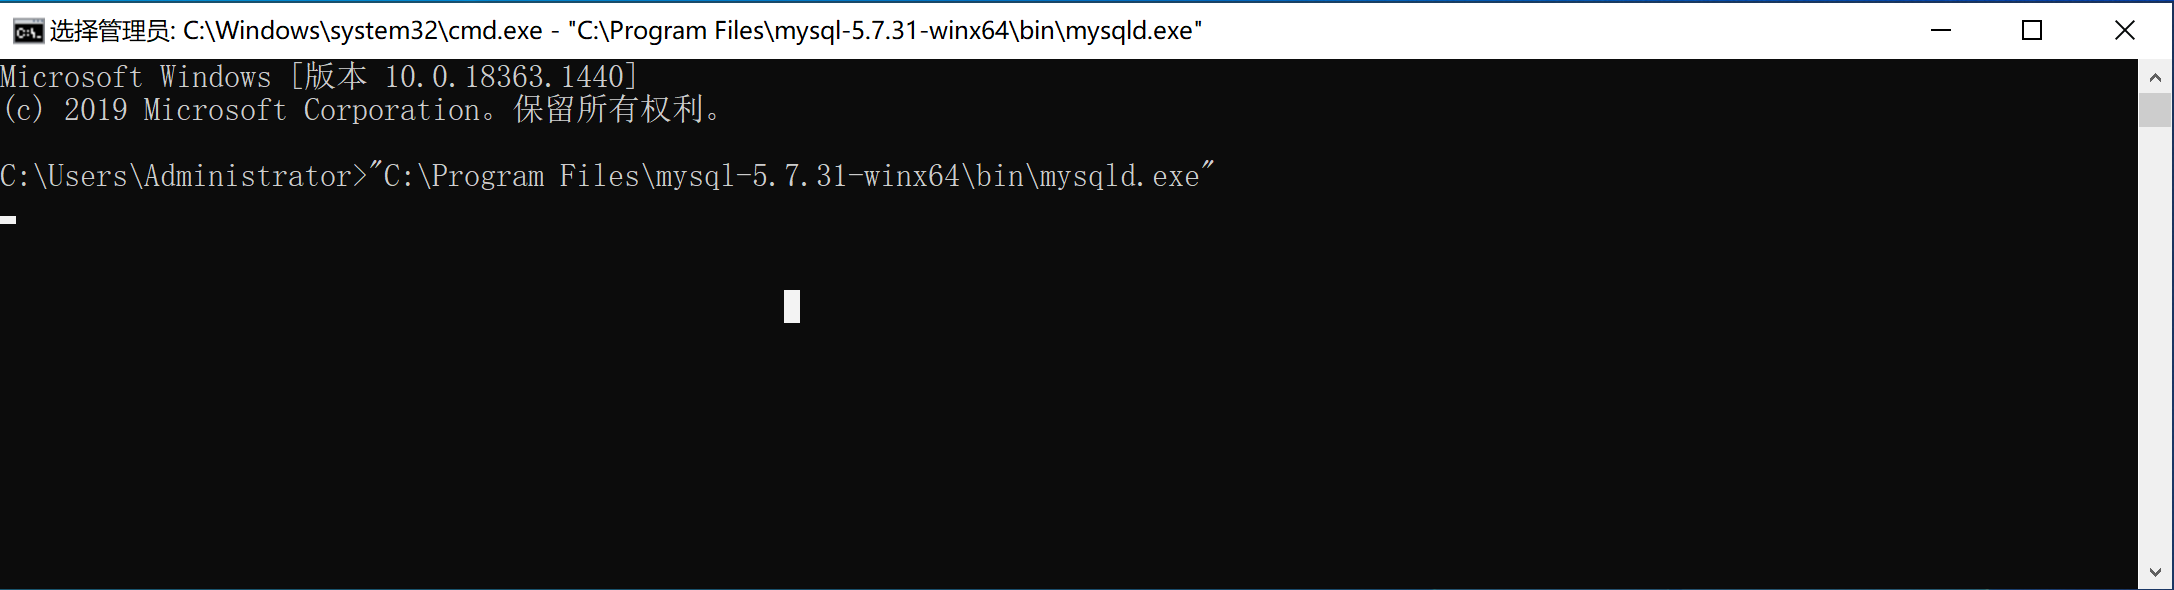 选择管理员: C:\Windows\system32\cmd.exe - "C:\Program Files\mysql-5.7.31-winx64\bin\mysqld.exe"
Microsoft Windows [版本 10.0.18363.1440]
(c) 2019 Microsoft Corporation。保留所有权利。
C:\Users\Administrator>"C:\Program Files\mysql-5.7.31-winx64\bin\mysqld.exe"